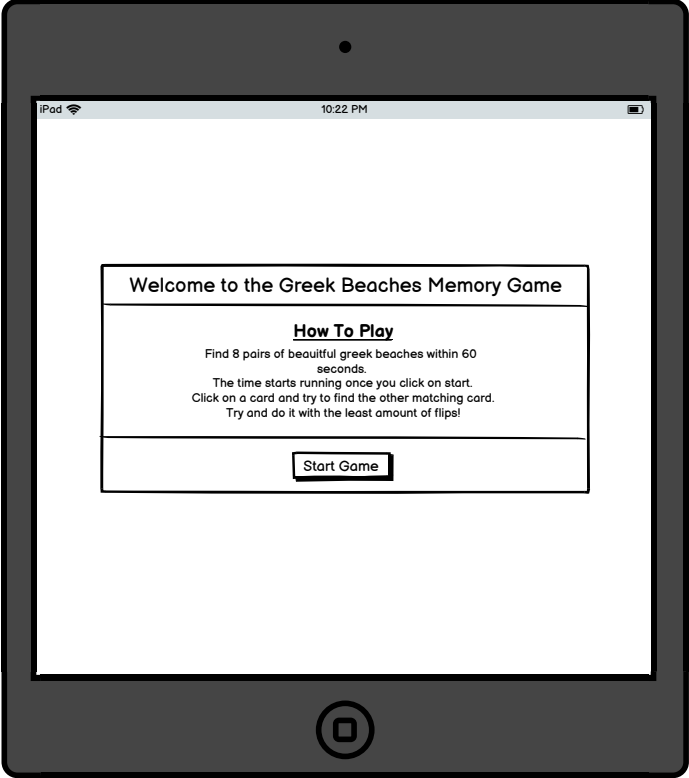 iPad 10:22 PM
Welcome to the Greek Beaches Memory Game
How To Play
Find 8 pairs of beauitful greek beaches within 60
seconds.
The time starts running once you click on start.
Click on a card and try to find the other matching card.
Try and do it with the least amount of flips!
Start Game